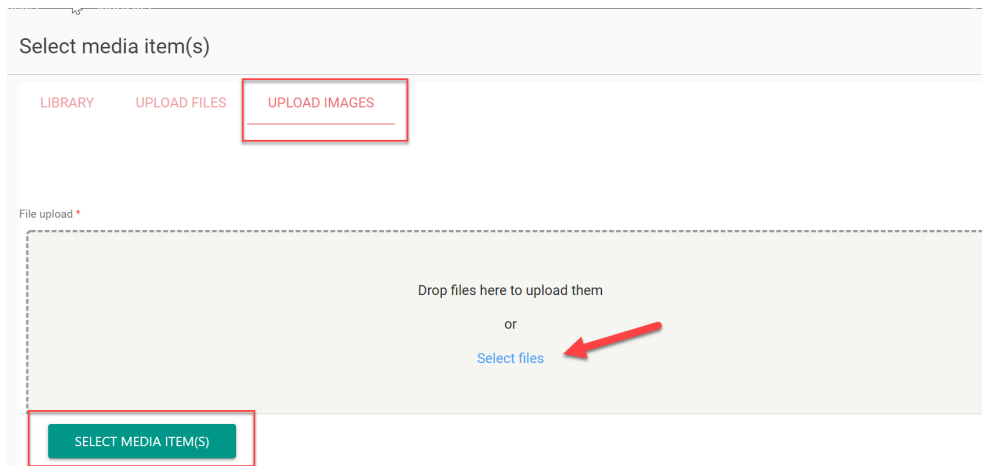 Select media item(s)
LIBRARY UPLOAD FILES UPLOAD IMAGES
File upload *
Drop files here to upload them
or
Select files
SELECT MEDIA ITEM(S)